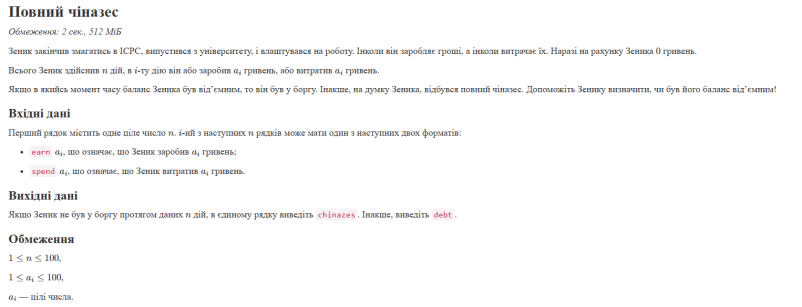 Повний чіназес
Обмеження: 2 сек., 512 МіБ
Зеник закінчив змагатись в ICPC, випустився з університету, і влаштувався на роботу. Інколи він заробляє гроші, а інколи витрачає їх. Наразі на рахунку Зеника 0 гривень.
Всього Зеник здійснив n дій, в i-ту дію він або заробив a_i гривень, або витратив a_i гривень.
Якщо в якийсь момент часу баланс Зеника був від’ємним, то він був у боргу. Інакше, на думку Зеника, відбувся повний чіназес. Допоможіть Зенику визначити, чи був його баланс від’ємним!
Вхідні дані
Перший рядок містить одне ціле число n. i-ий з наступних n рядків може мати один з наступних двох форматів:
• earn a_i, що означає, що Зеник заробив a_i гривень;
• spend a_i, що означає, що Зеник витратив a_i гривень.
Вихідні дані
Якщо Зеник не був у боргу протягом даних n дій, в єдиному рядку виведіть chinazes. Інакше, виведіть debt.
Обмеження
1 ≤ n ≤ 100,
1 ≤ a_i ≤ 100,
a_i — цілі числа.